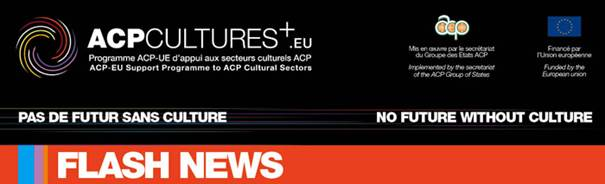 ACPCULTURES+.EU
Programme ACP-UE d'appui aux secteurs culturels ACP
ACP-EU Support Programme to ACP Cultural Sectors
acp
Mis en œuvre par le secrétariat
du Groupe des Etats ACP
Implemented by the secretariat
of the ACP Group of States
Financé par
l'Union européenne
Funded by the
European union
PAS DE FUTUR SANS CULTURE
NO FUTURE WITHOUT CULTURE
FLASH NEWS